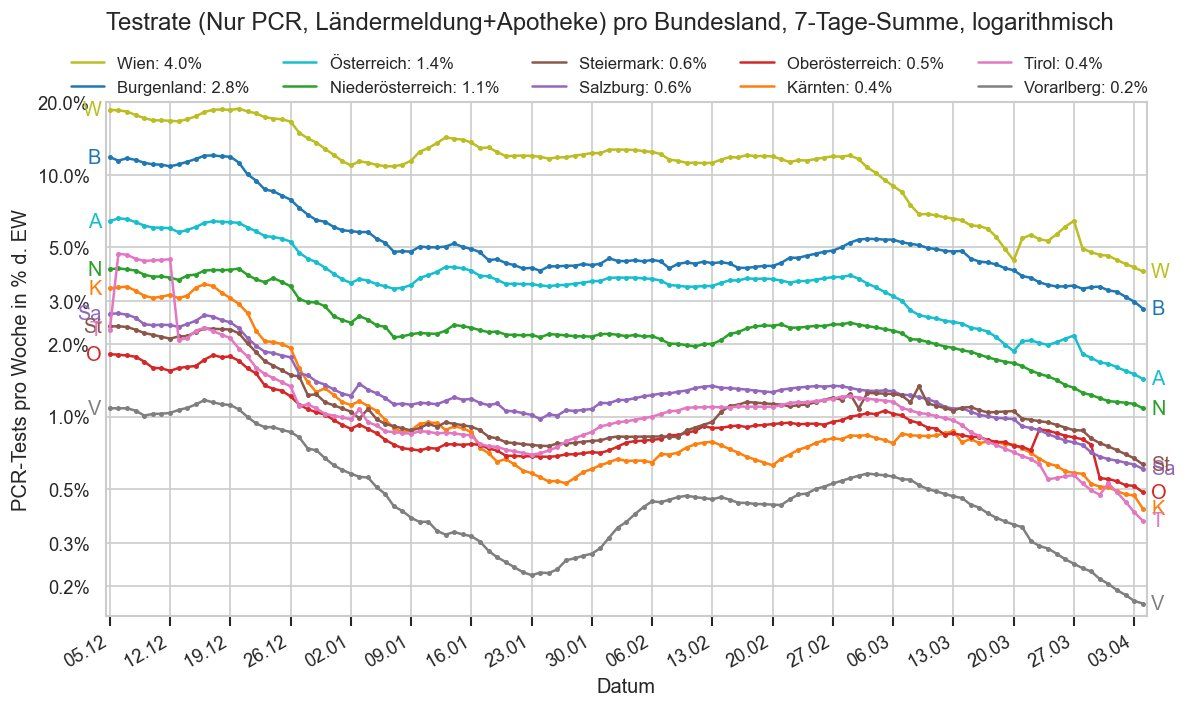 Testrate (Nur PCR, Ländermeldung+Apotheke) pro Bundesland, 7-Tage-Summe, logarithmisch
Wien: 4.0% Österreich: 1.4% Steiermark: 0.6% Oberösterreich: 0.5% Tirol: 0.4%
Burgenland: 2.8% Niederösterreich: 1.1% Salzburg: 0.6% Kärnten: 0.4% Vorarlberg: 0.2%
PCR-Tests pro Woche in % d. EW
20.0%
10.0%
5.0%
3.0%
2.0%
1.0%
0.5%
0.3%
0.2%
W
B
A
N
K
Sa
St
T
O
V
W
B
A
N
St
Sa
O
K
T
V
05.12 12.12 19.12 26.12 02.01 09.01 16.01 23.01 30.01 06.02 13.02 20.02 27.02 06.03 13.03 20.03 27.03 03.04
Datum